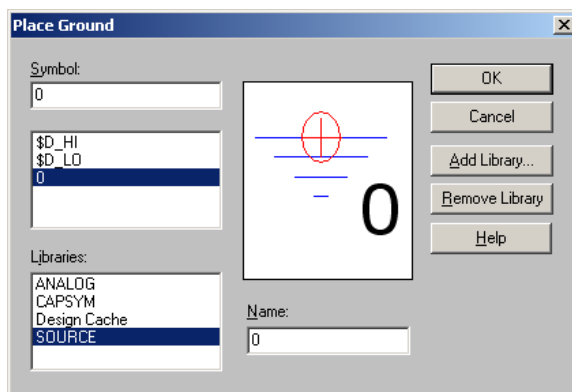 Place Ground
Symbol:
0
$D_HI
$D_LO
0
Libraries:
ANALOG
CAPSYM
Design Cache
SOURCE
0
Name:
0
OK
Cancel
Add Library...
Remove Library
Help